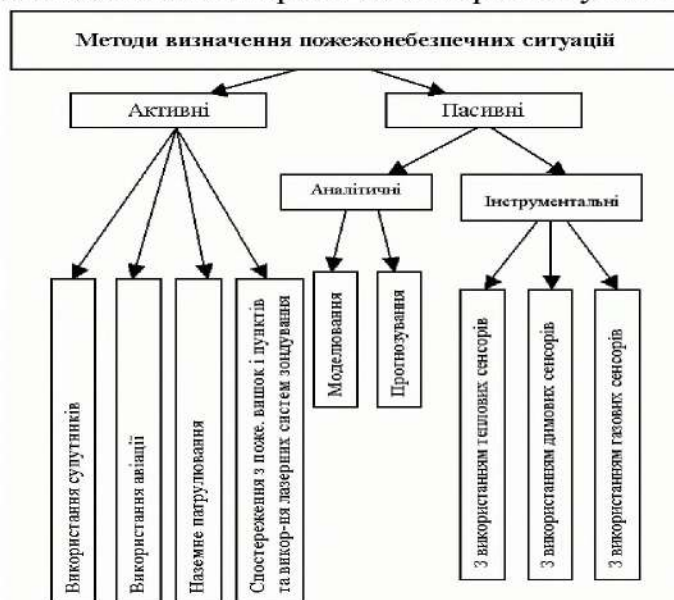 Методи визначення пожежонебезпечних ситуацій
Активні
Пасивні
Аналітичні
Інструментальні
Використання супутників
Використання авіації
Наземне патрулювання
Спостереження з поже. вишок і пунктів
та викор-ня лазерних систем зондування
Моделювання
Прогнозування
З використанням теплових сенсорів
З використанням димових сенсорів
З використанням газових сенсорів